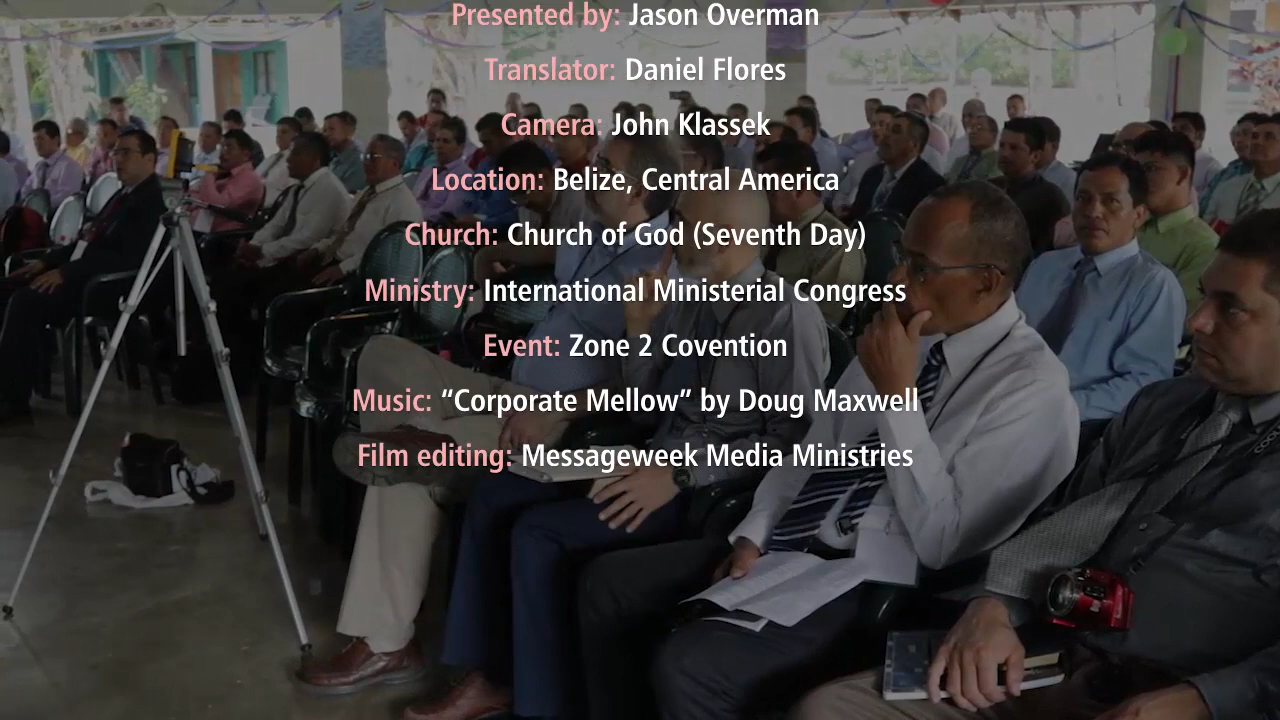 Presented by: Jason Overman
Translator: Daniel Flores
Camera: John Klassek
Location: Belize, Central America
Church: Church of God (Seventh Day)
Ministry: International Ministerial Congress
Event: Zone 2 Covention
Music: “Corporate Mellow” by Doug Maxwell
Film editing: Messageweek Media Ministries